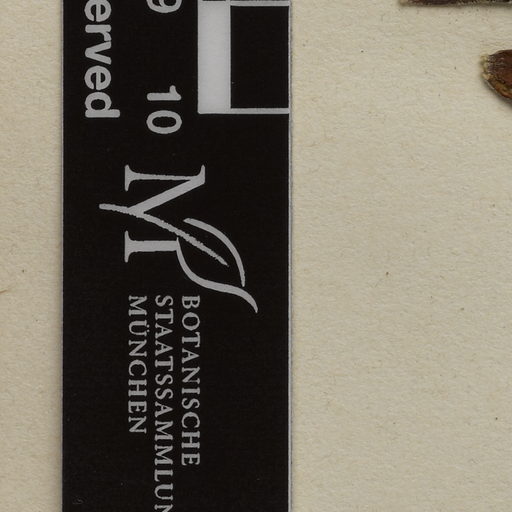 erved
9 10
BOTANISCHE
STAATSSAMMLUN
MÜNCHEN